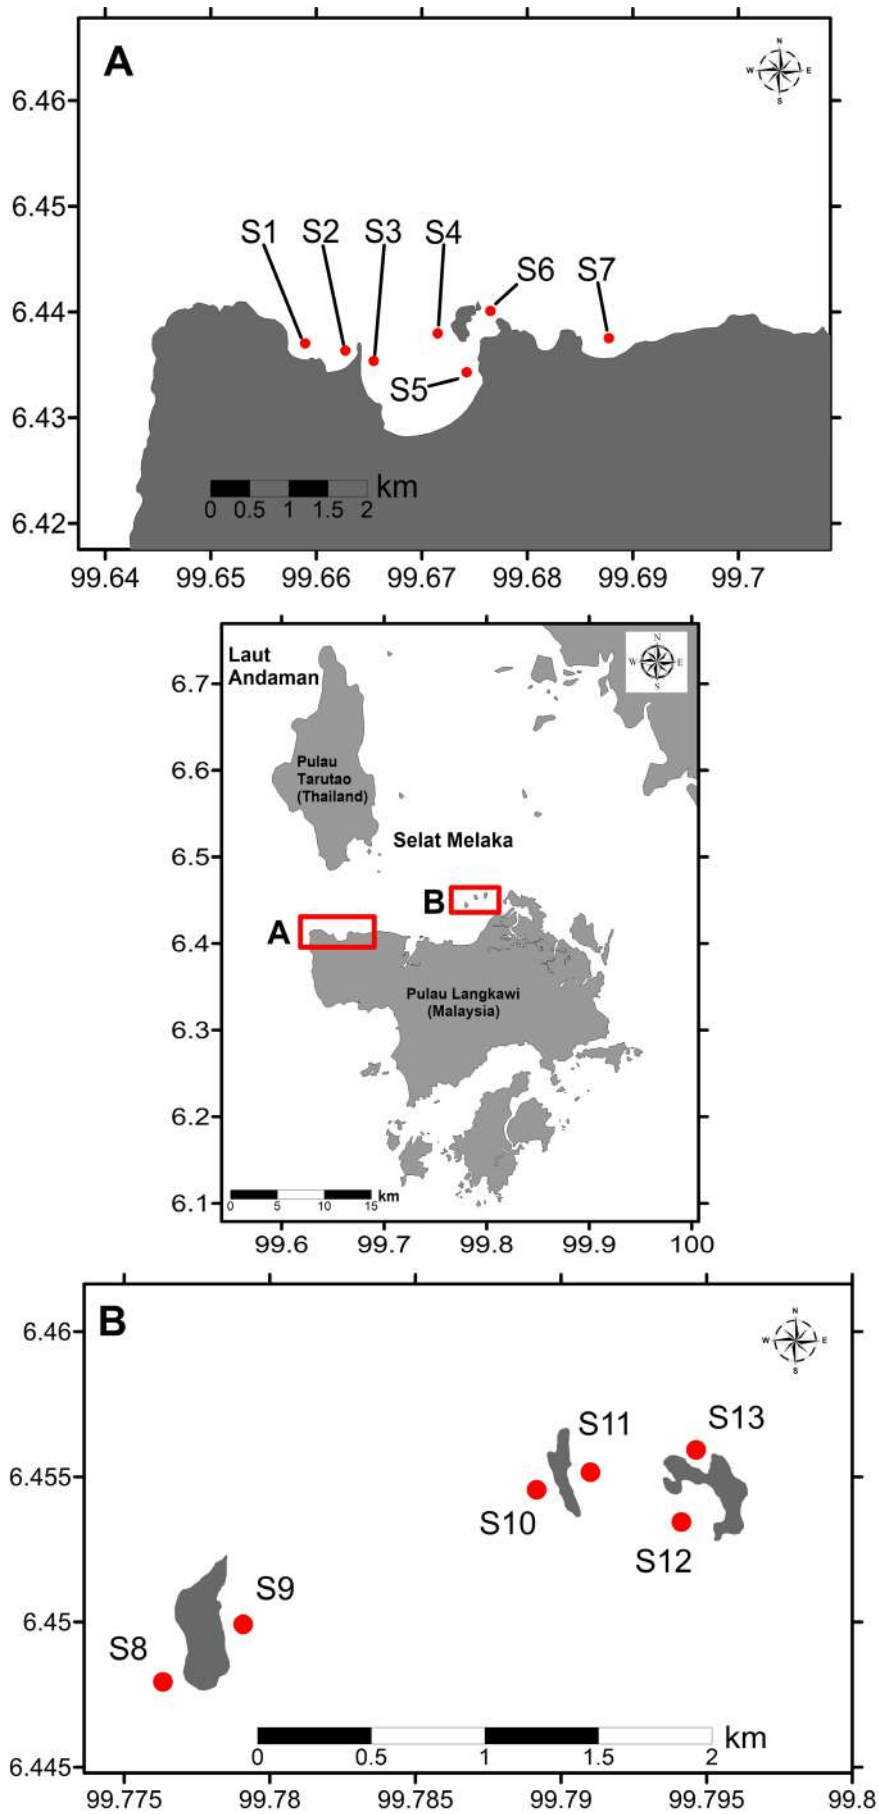 A
N
W E
S
6.46
6.45
6.44
6.43
6.42
S1 S2 S3 S4
S6 S7
S5
km
0 0.5 1 1.5 2
99.64 99.65 99.66 99.67 99.68 99.69 99.7
Laut
Andaman
N
W E
S
6.7
6.6
6.5
6.4
6.3
6.2
6.1
Pulau
Tarutao
(Thailand)
Selat Melaka
B
A
Pulau Langkawi
(Malaysia)
km
0 5 10 15
99.6 99.7 99.8 99.9 100
B
N
W E
S
6.46
6.455
6.45
6.445
S13
S11
S10
S12
S9
S8
km
0 0.5 1 1.5 2
99.775 99.78 99.785 99.79 99.795 99.8